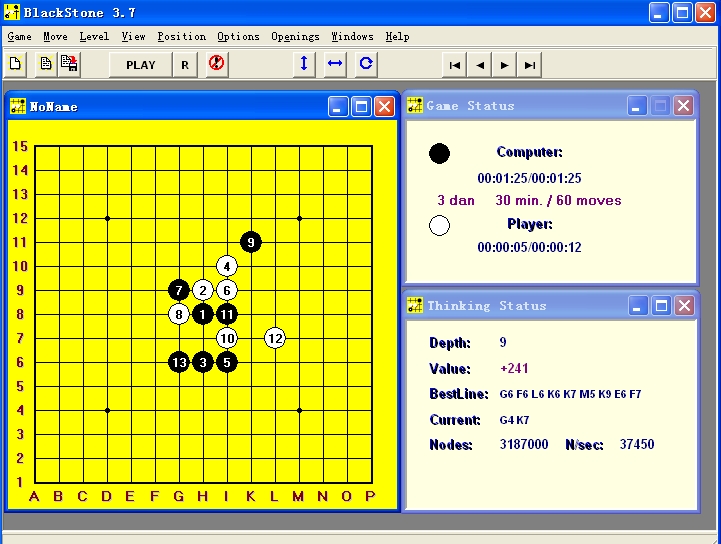 BlackStone 3.7
Game Move Level View Position Options Openings Windows Help
PLAY R
NoName
15
14
13
12
11
10
9
8
7
6
5
4
3
2
1
A B C D E F G H I K L M N O P
9
4
7 2 6
8 1 11
10 12
13 3 5
Game Status
Computer:
00:01:25/00:01:25
3 dan 30 min. / 60 moves
Player:
00:00:05/00:00:12
Thinking Status
Depth: 9
Value: +241
BestLine: G6 F6 L6 K6 K7 M5 K9 E6 F7
Current: G4 K7
Nodes: 3187000 N/sec: 37450